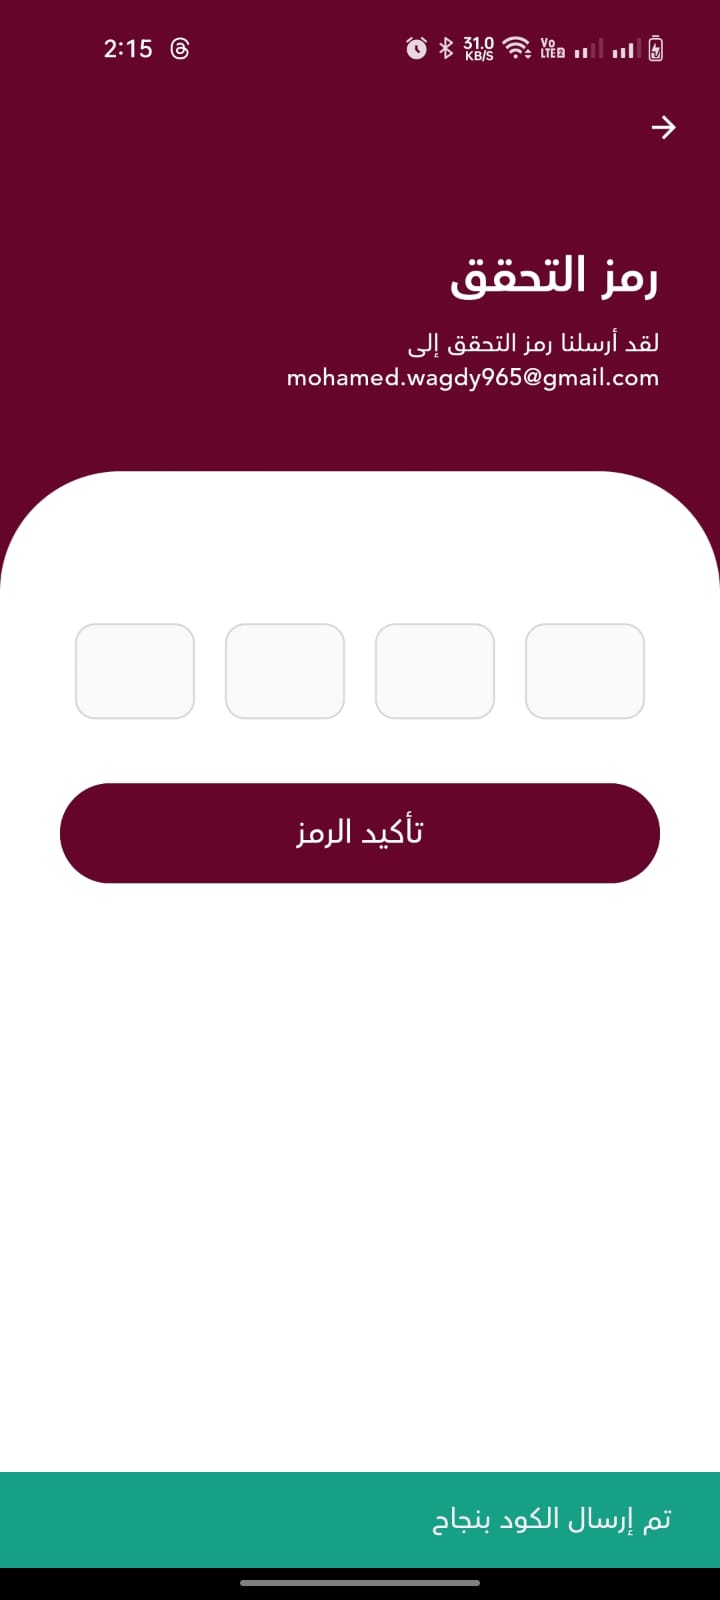 2:15
31.0
KB/S
Vo
LTE2
رمز التحقق
لقد أرسلنا رمز التحقق إلى
mohamed.wagdy965@gmail.com
تأكيد الرمز
تم إرسال الكود بنجاح